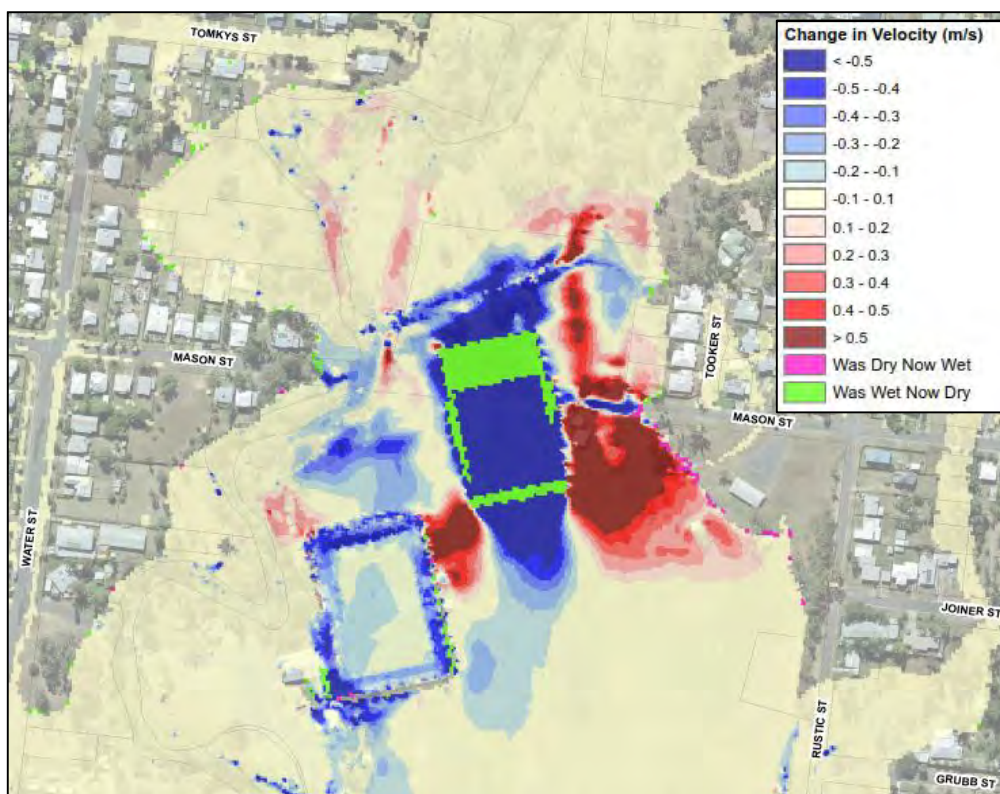 TOMKYS ST
Change in Velocity (m/s)
< -0.5
-0.5 - -0.4
-0.4 - -0.3
-0.3 - -0.2
-0.2 - -0.1
-0.1 - 0.1
0.1 - 0.2
0.2 - 0.3
0.3 - 0.4
0.4 - 0.5
> 0.5
Was Dry Now Wet
Was Wet Now Dry
MASON ST
TOOKER ST
MASON ST
WATER ST
JOINER ST
RUSTIC ST
GRUBB ST